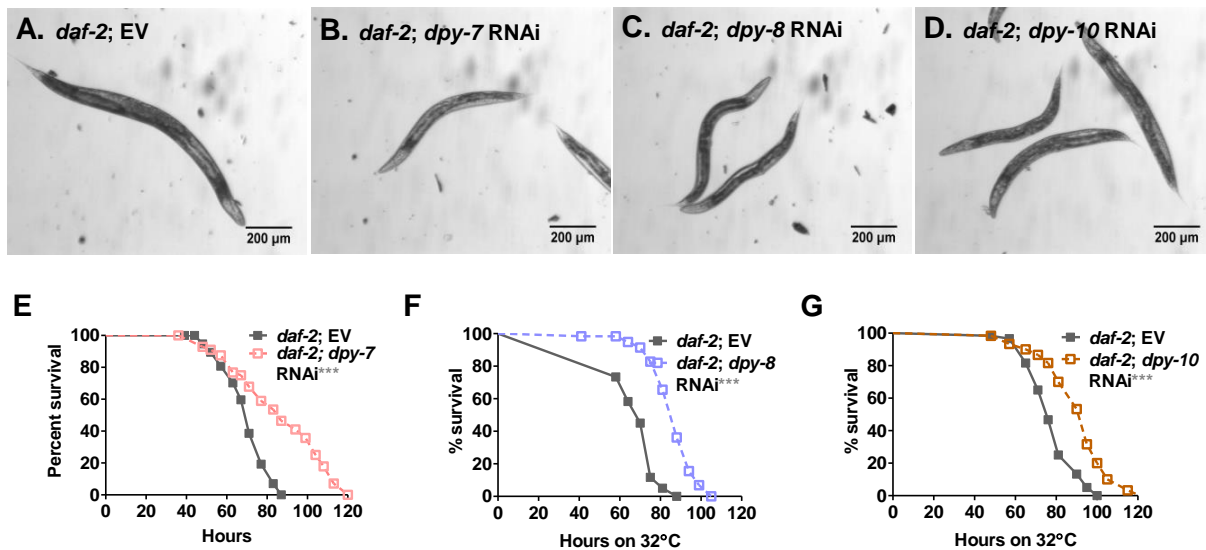 A. daf-2; EV
B. daf-2; dpy-7 RNAi
C. daf-2; dpy-8 RNAi
D. daf-2; dpy-10 RNAi
200 µm
200 µm
200 µm
200 µm
E
daf-2; EV
daf-2; dpy-7
RNAi***
Percent survival
100
80
60
40
20
0
0 20 40 60 80 100 120
Hours
F
daf-2; EV
daf-2; dpy-8
RNAi***
% survival
100
80
60
40
20
0
0 20 40 60 80 100 120
Hours on 32°C
G
daf-2; EV
daf-2; dpy-10
RNAi***
% survival
100
80
60
40
20
0
0 20 40 60 80 100 120
Hours on 32°C